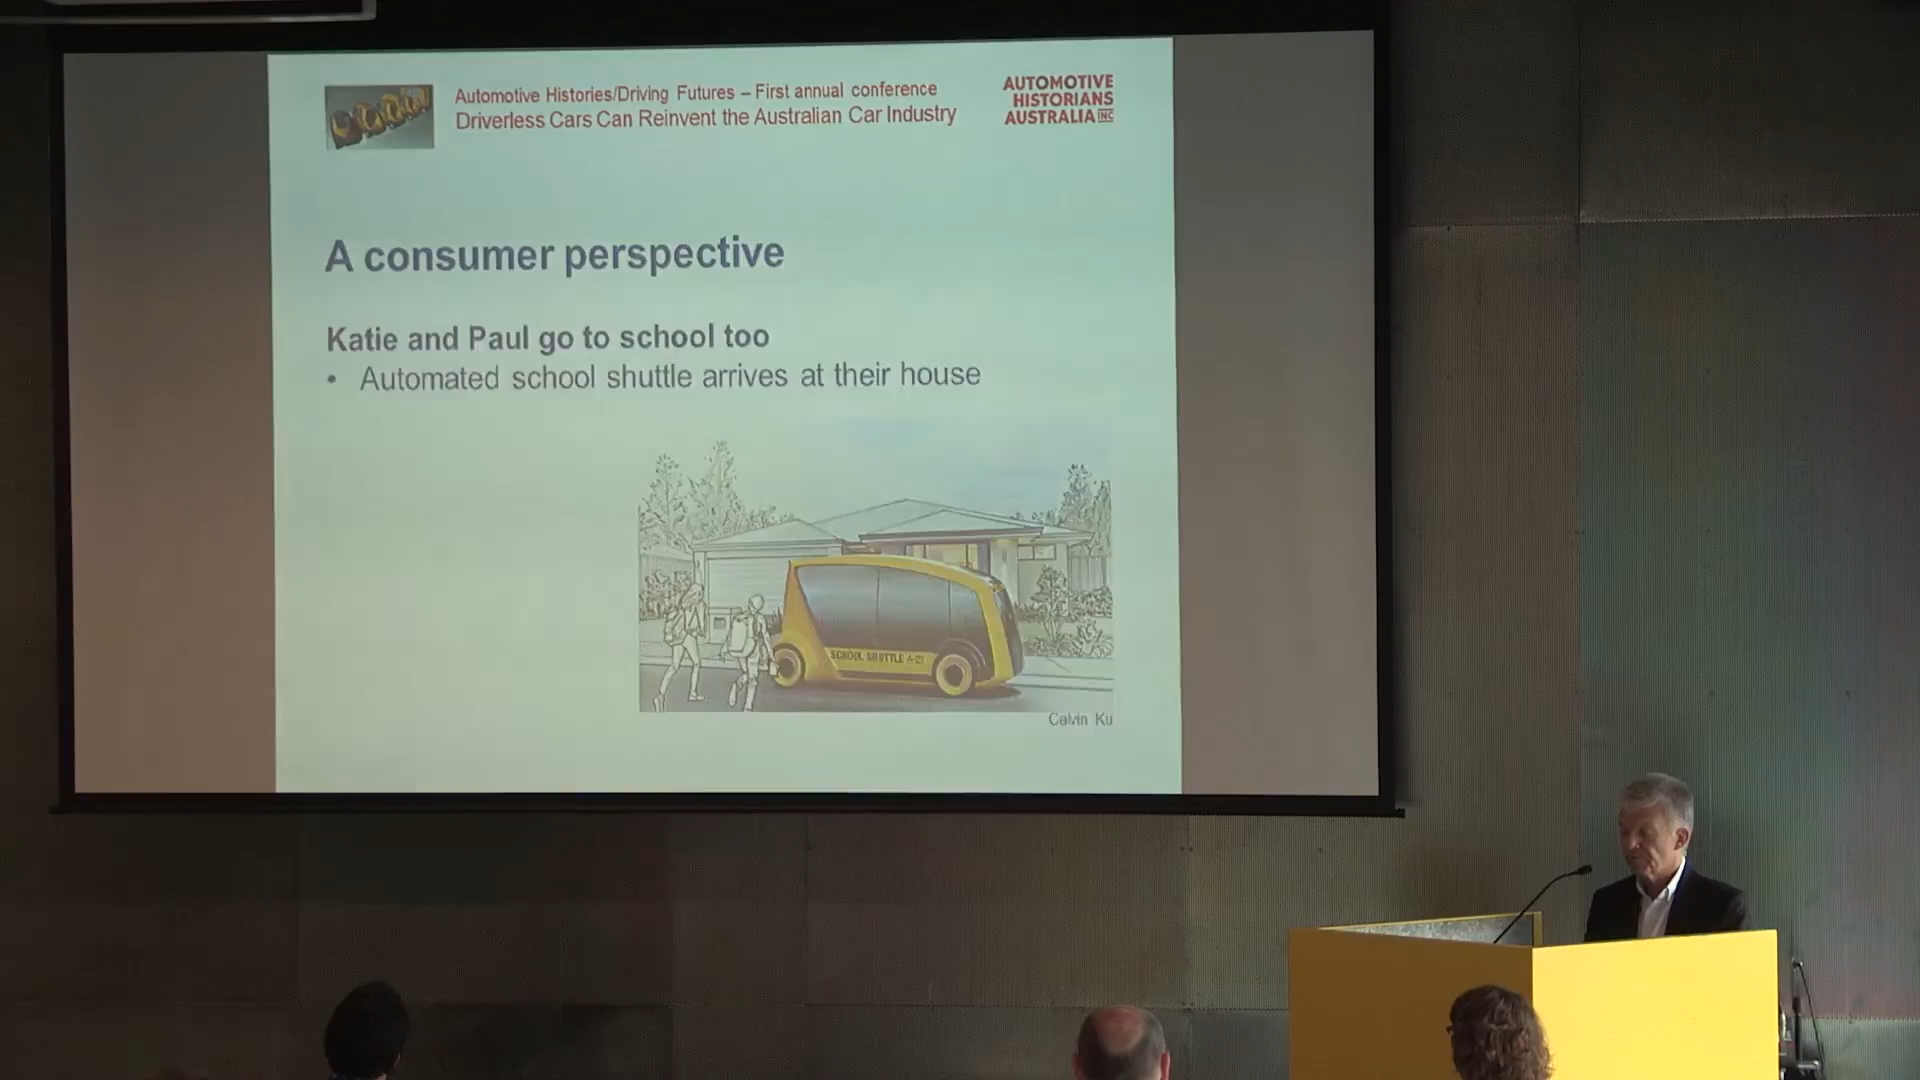 Automotive Histories/Driving Futures – First annual conference
Driverless Cars Can Reinvent the Australian Car Industry
AUTOMOTIVE
HISTORIANS
AUSTRALIA INC
A consumer perspective
Katie and Paul go to school too
• Automated school shuttle arrives at their house
SCHOOL SHUTTLE
Calvin Ku